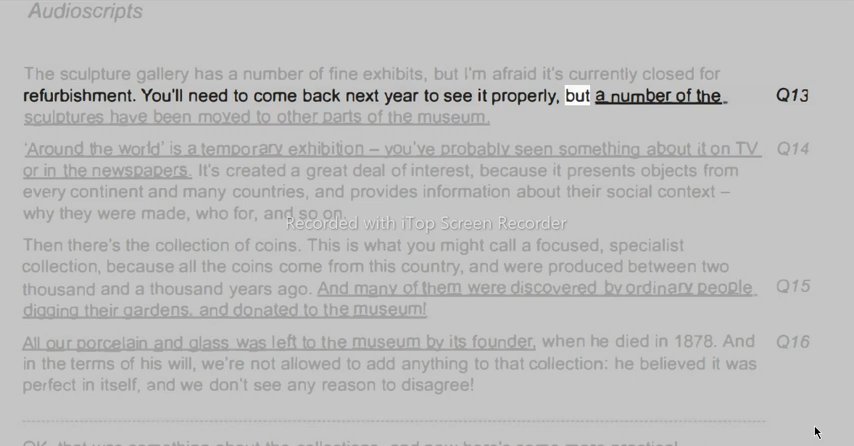 Audioscripts
The sculpture gallery has a number of fine exhibits, but I'm afraid it's currently closed for
refurbishment. You'll need to come back next year to see it properly, but a number of the Q13
sculptures have been moved to other parts of the museum.
'Around the world' is a temporary exhibition – you've probably seen something about it on TV Q14
or in the newspapers. It's created a great deal of interest, because it presents objects from
every continent and many countries, and provides information about their social context –
why they were made, who for, and so on.
Recorded with iTop Screen Recorder
Then there's the collection of coins. This is what you might call a focused, specialist
collection, because all the coins come from this country, and were produced between two
thousand and a thousand years ago. And many of them were discovered by ordinary people Q15
digging their gardens, and donated to the museum!
All our porcelain and glass was left to the museum by its founder, when he died in 1878. And Q16
in the terms of his will, we're not allowed to add anything to that collection: he believed it was
perfect in itself, and we don't see any reason to disagree!